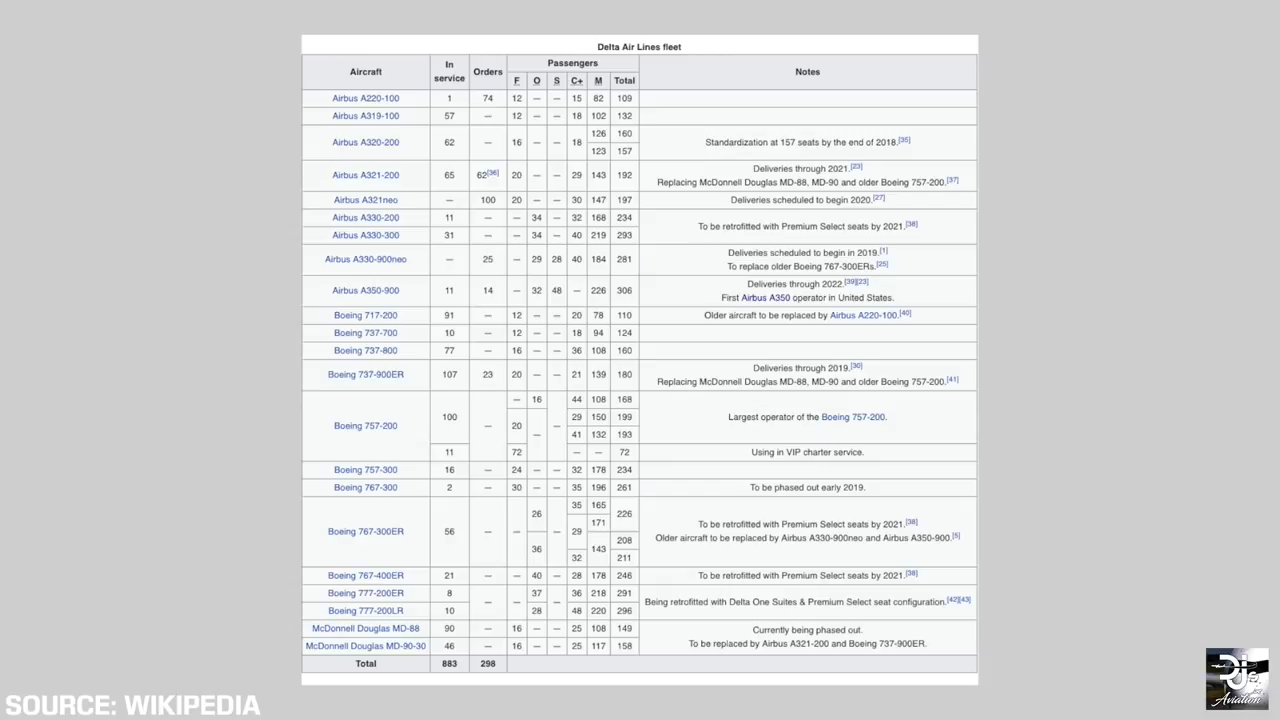 Delta Air Lines fleet
Aircraft In service Orders Passengers Notes
F O S C+ M Total
Airbus A220-100 1 74 12 — — 15 82 109
Airbus A319-100 57 — 12 — — 18 102 132
Airbus A320-200 62 — 16 — — 18 126 160 Standardization at 157 seats by the end of 2018.[35]
123 157
Airbus A321-200 65 62[36] 20 — — 29 143 192 Deliveries through 2021.[23]
Replacing McDonnell Douglas MD-88, MD-90 and older Boeing 757-200.[37]
Airbus A321neo — 100 20 — — 30 147 197 Deliveries scheduled to begin 2020.[27]
Airbus A330-200 11 — — 34 — 32 168 234 To be retrofitted with Premium Select seats by 2021.[38]
Airbus A330-300 31 — — 34 — 40 219 293
Airbus A330-900neo — 25 — 29 28 40 184 281 Deliveries scheduled to begin in 2019.[1]
To replace older Boeing 767-300ERs.[25]
Airbus A350-900 11 14 — 32 48 — 226 306 Deliveries through 2022.[39][23]
First Airbus A350 operator in United States.
Boeing 717-200 91 — 12 — — 20 78 110 Older aircraft to be replaced by Airbus A220-100.[40]
Boeing 737-700 10 — 12 — — 18 94 124
Boeing 737-800 77 — 16 — — 36 108 160
Boeing 737-900ER 107 23 20 — — 21 139 180 Deliveries through 2019.[30]
Replacing McDonnell Douglas MD-88, MD-90 and older Boeing 757-200.[41]
Boeing 757-200 100 — — 16 — 44 108 168 Largest operator of the Boeing 757-200.
20 — 29 150 199
41 132 193
11 72 — — 72 Using in VIP charter service.
Boeing 757-300 16 — 24 — — 32 178 234
Boeing 767-300 2 — 30 — — 35 196 261 To be phased out early 2019.
Boeing 767-300ER 56 — — 26 — 35 165 226 To be retrofitted with Premium Select seats by 2021.[38]
29 171
Older aircraft to be replaced by Airbus A330-900neo and Airbus A350-900.[5]
36 143 208
32 211
Boeing 767-400ER 21 — — 40 — 28 178 246 To be retrofitted with Premium Select seats by 2021.[38]
Boeing 777-200ER 8 — — 37 — 36 218 291 Being retrofitted with Delta One Suites & Premium Select seat configuration.[42][43]
Boeing 777-200LR 10 28 48 220 296
McDonnell Douglas MD-88 90 — 16 — — 25 108 149 Currently being phased out.
McDonnell Douglas MD-90-30 46 — 16 — — 25 117 158 To be replaced by Airbus A321-200 and Boeing 737-900ER.
Total 883 298
SOURCE: WIKIPEDIA
DJ's
Aviation